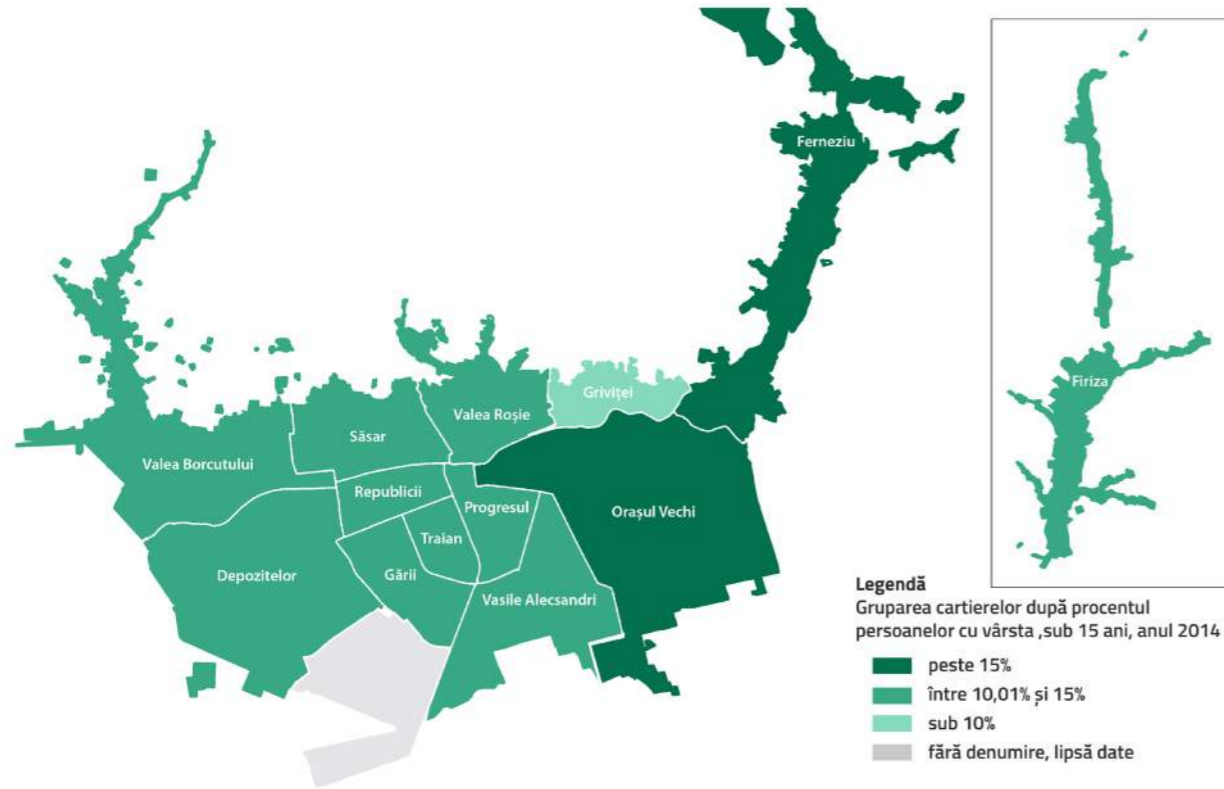 Ferneziu
Firiza
Griviței
Valea Roșie
Săsar
Valea Borcutului
Republicii
Progresul
Orașul Vechi
Traian
Depozitelor
Gării
Vasile Alecsandri
Legendă
Gruparea cartierelor după procentul
persoanelor cu vârsta ,sub 15 ani, anul 2014
peste 15%
între 10,01% și 15%
sub 10%
fără denumire, lipsă date